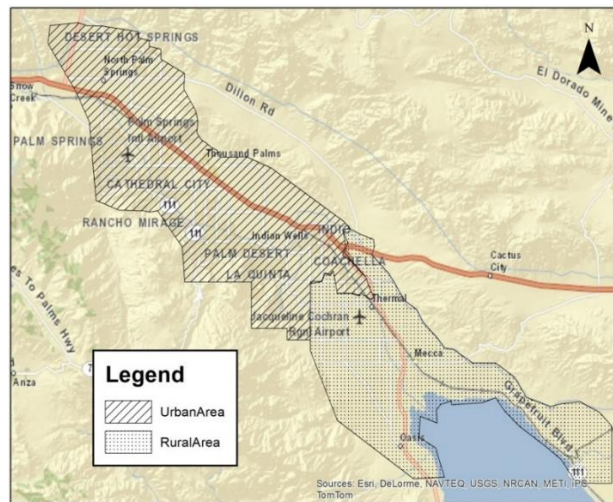 N
DESERT HOT SPRINGS
North Palm
Springs
El Dorado Mine
Snow
Creek
Dillon Rd
Palm Springs
Intl Airport
PALM SPRINGS
Thousand Palms
CATHEDRAL CITY
111
RANCHO MIRAGE
111
INDIO
Indian Wells
PALM DESERT
COACHELLA
Cactus
City
LA QUINTA
es To Palms Hwy
Thermal
Jacqueline Cochran
Rgnl Airport
Mecca
Anza
7
Grapefruit Blvd
Legend
UrbanArea
RuralArea
Oasis
111
Sources: Esri, DeLorme, NAVTEQ, USGS, NRCAN, METI, iPC,
TomTom